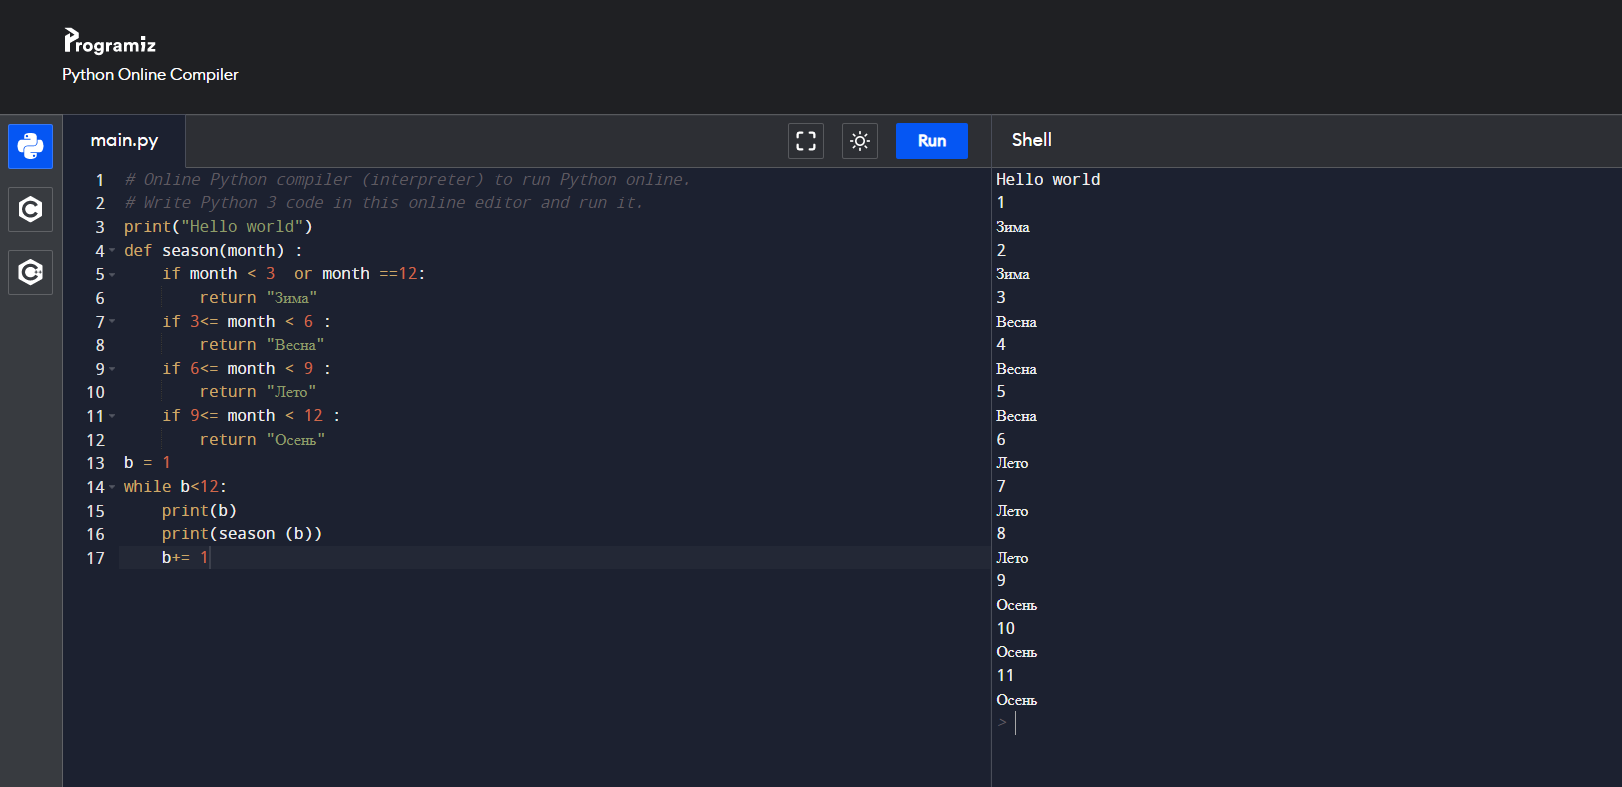 Programiz
Python Online Compiler
main.py
Run
Shell
1 # Online Python compiler (interpreter) to run Python online.
2 # Write Python 3 code in this online editor and run it.
3 print("Hello world")
4 def season(month) :
5     if month < 3  or month ==12:
6         return "Зима"
7     if 3<= month < 6 :
8         return "Весна"
9     if 6<= month < 9 :
10         return "Лето"
11     if 9<= month < 12 :
12         return "Осень"
13 b = 1
14 while b<12:
15     print(b)
16     print(season (b))
17     b+= 1
Hello world
1
Зима
2
Зима
3
Весна
4
Весна
5
Весна
6
Лето
7
Лето
8
Лето
9
Осень
10
Осень
11
Осень
>